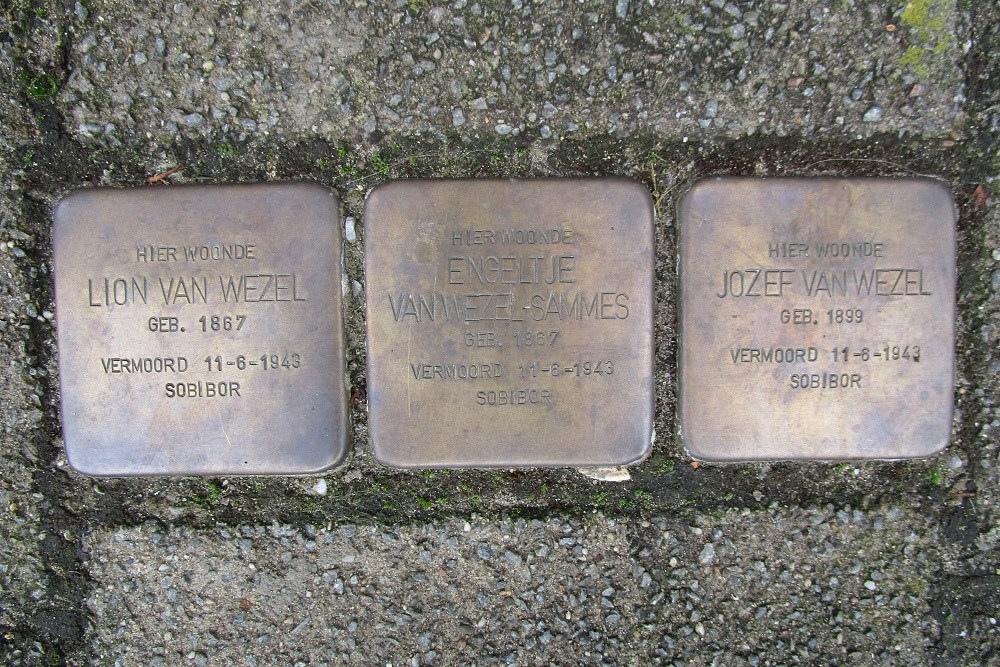 HIER WOONDE
LION VAN WEZEL
GEB. 1867
VERMOORD 11-6-1943
SOBIBOR
HIER WOONDE
ENGELTJE
VAN WEZEL-SAMMES
GEB. 1867
VERMOORD 11-6-1943
SOBIBOR
HIER WOONDE
JOZEF VAN WEZEL
GEB. 1899
VERMOORD 11-6-1943
SOBIBOR